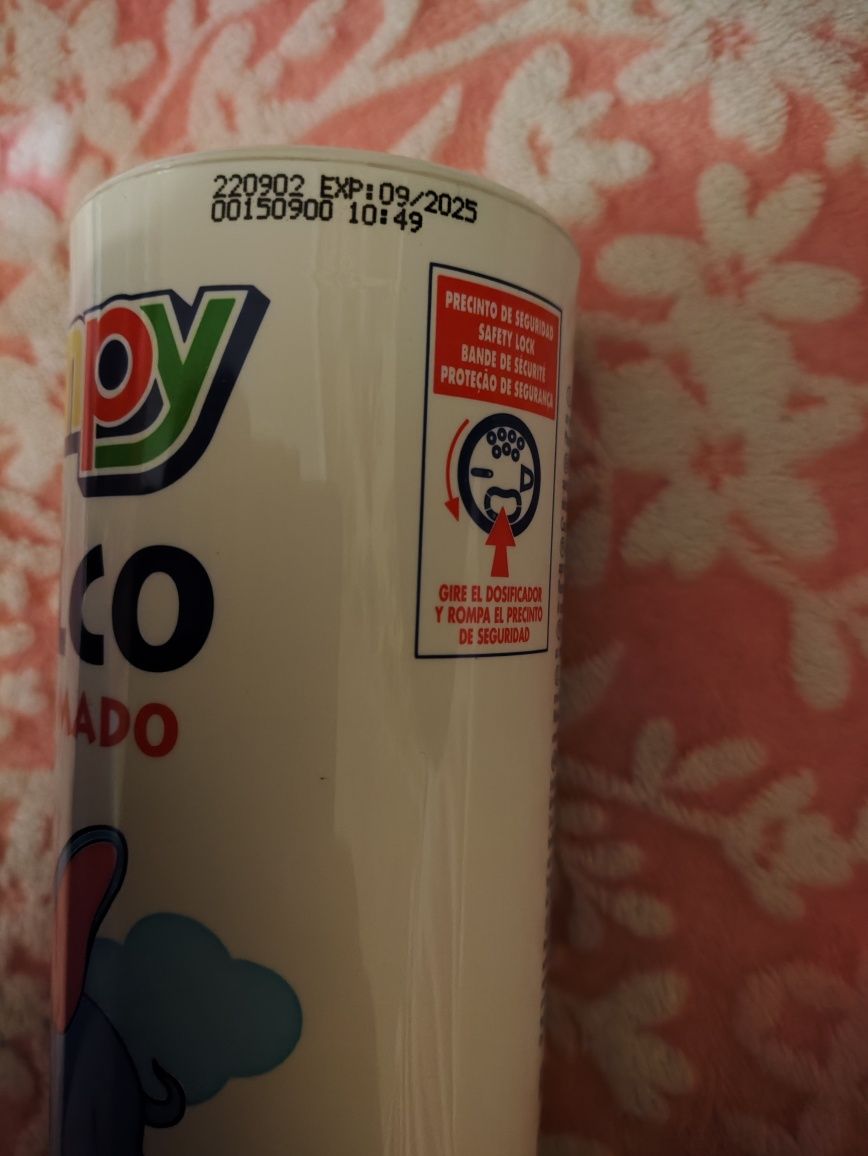 220902 EXP:09/2025
00150900 10:49
PRECINTO DE SEGURIDAD
SAFETY LOCK
BANDE DE SÉCURITÉ
PROTEÇÃO DE SEGURANÇA
GIRE EL DOSIFICADOR
Y ROMPA EL PRECINTO
DE SEGURIDAD
py
CO
ADO